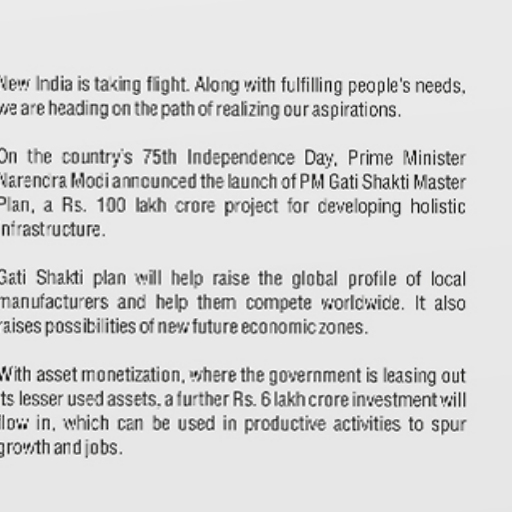 New India is taking flight. Along with fulfilling people's needs,
we are heading on the path of realizing our aspirations.
On the country's 75th Independence Day, Prime Minister
Narendra Modi announced the launch of PM Gati Shakti Master
Plan, a Rs. 100 lakh crore project for developing holistic
infrastructure.
Gati Shakti plan will help raise the global profile of local
manufacturers and help them compete worldwide. It also
raises possibilities of new future economic zones.
With asset monetization, where the government is leasing out
its lesser used assets, a further Rs. 6 lakh crore investment will
flow in, which can be used in productive activities to spur
growth and jobs.